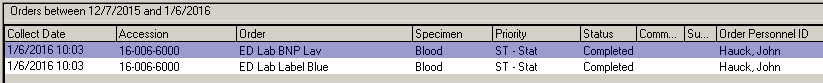 Orders between 12/7/2015 and 1/6/2016
Collect Date Accession Order Specimen Priority Status Comm... Su... Order Personnel ID
1/6/2016 10:03 16-006-6000 ED Lab BNP Lav Blood ST - Stat Completed Hauck, John
1/6/2016 10:03 16-006-6000 ED Lab Label Blue Blood ST - Stat Completed Hauck, John